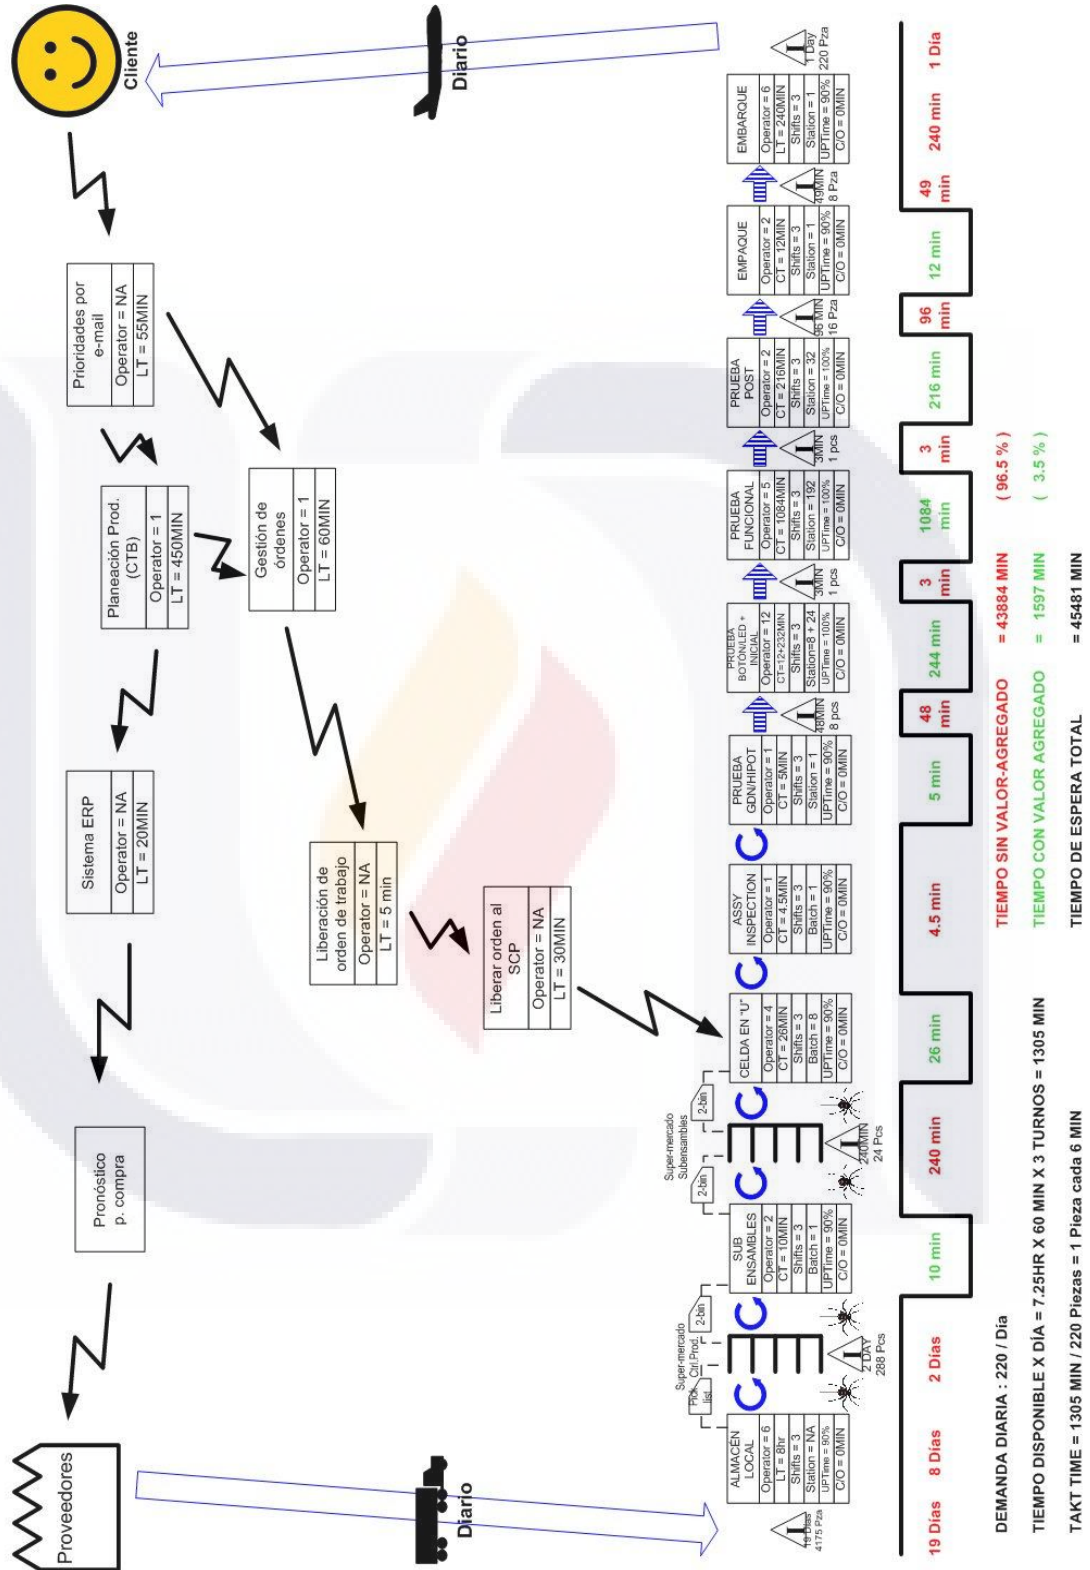 Proveedores
Pronóstico
p. compra
Sistema ERP
Operator = NA
LT = 20MIN
Planeación Prod.
(CTB)
Operator = 1
LT = 450MIN
Prioridades por
e-mail
Operator = NA
LT = 55MIN
Cliente
Gestión de
órdenes
Operator = 1
LT = 60MIN
Liberación de
orden de trabajo
Operator = NA
LT = 5 min
Liberar orden al
SCP
Operator = NA
LT = 30MIN
Diario
Diario
I
19 Días
4175 Pza
ALMACÉN
LOCAL
Operator = 6
LT = 8hr
Shifts = 3
Station = NA
UPTime = 90%
C/O = 0MIN
Pick
list
Super-mercado
Ctrl.Prod.
2-bin
I
2 DAY
288 Pcs
SUB
ENSAMBLES
Operator = 2
CT = 10MIN
Shifts = 3
Batch = 1
UPTime = 90%
C/O = 0MIN
2-bin
Super-mercado
Subensambles
2-bin
I
240MIN
24 Pcs
CELDA EN "U"
Operator = 4
CT = 26MIN
Shifts = 3
Batch = 8
UPTime = 90%
C/O = 0MIN
ASSY
INSPECTION
Operator = 1
CT = 4.5MIN
Shifts = 3
Batch = 1
UPTime = 90%
C/O = 0MIN
PRUEBA
GDN/HIPOT
Operator = 1
CT = 5MIN
Shifts = 3
Station = 1
UPTime = 90%
C/O = 0MIN
I
48MIN
8 pcs
PRUEBA
BOTÓN/LED +
INICIAL
Operator = 12
CT=12+232MIN
Shifts = 3
Station=8 + 24
UPTime = 100%
C/O = 0MIN
I
3MIN
1 pcs
PRUEBA
FUNCIONAL
Operator = 5
CT = 1084MIN
Shifts = 3
Station = 192
UPTime = 100%
C/O = 0MIN
I
3MIN
1 pcs
PRUEBA
POST
Operator = 2
CT = 216MIN
Shifts = 3
Station = 32
UPTime = 100%
C/O = 0MIN
I
96 MIN
16 Pza
EMPAQUE
Operator = 2
CT = 12MIN
Shifts = 3
Station = 1
UPTime = 90%
C/O = 0MIN
I
49MIN
8 Pza
EMBARQUE
Operator = 6
LT = 240MIN
Shifts = 3
Station = 1
UPTime = 90%
C/O = 0MIN
I
1 Day
220 Pza
19 Días
8 Días
2 Días
10 min
240 min
26 min
4.5 min
5 min
48
min
244 min
3
min
1084
min
3
min
216 min
96
min
12 min
49
min
240 min
1 Día
DEMANDA DIARIA : 220 / Día
TIEMPO DISPONIBLE X DÍA = 7.25HR X 60 MIN X 3 TURNOS = 1305 MIN
TAKT TIME = 1305 MIN / 220 Piezas = 1 Pieza cada 6 MIN
TIEMPO SIN VALOR-AGREGADO = 43884 MIN ( 96.5 % )
TIEMPO CON VALOR AGREGADO = 1597 MIN ( 3.5 % )
TIEMPO DE ESPERA TOTAL = 45481 MIN